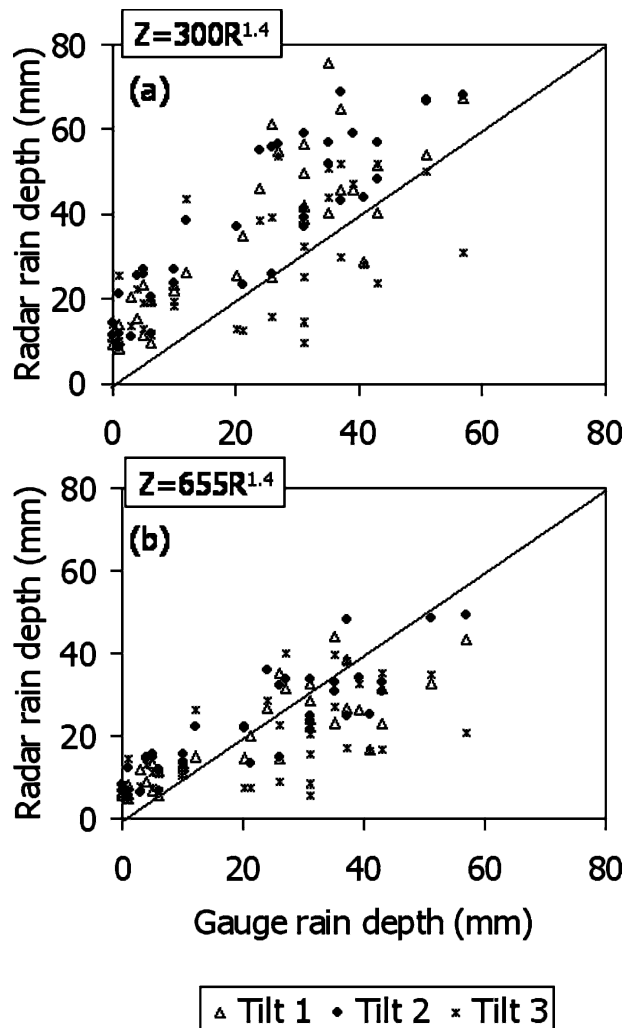 Z=300R1.4
(a)
Radar rain depth (mm)
80
60
40
20
0
0 20 40 60 80
Z=655R1.4
(b)
Radar rain depth (mm)
80
60
40
20
0
0 20 40 60 80
Gauge rain depth (mm)
Tilt 1 Tilt 2 Tilt 3